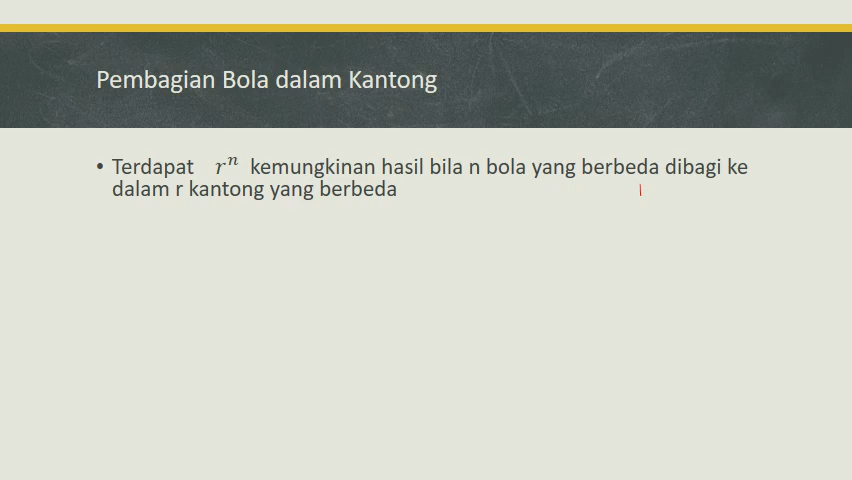 Pembagian Bola dalam Kantong
• Terdapat rⁿ kemungkinan hasil bila n bola yang berbeda dibagi ke
dalam r kantong yang berbeda